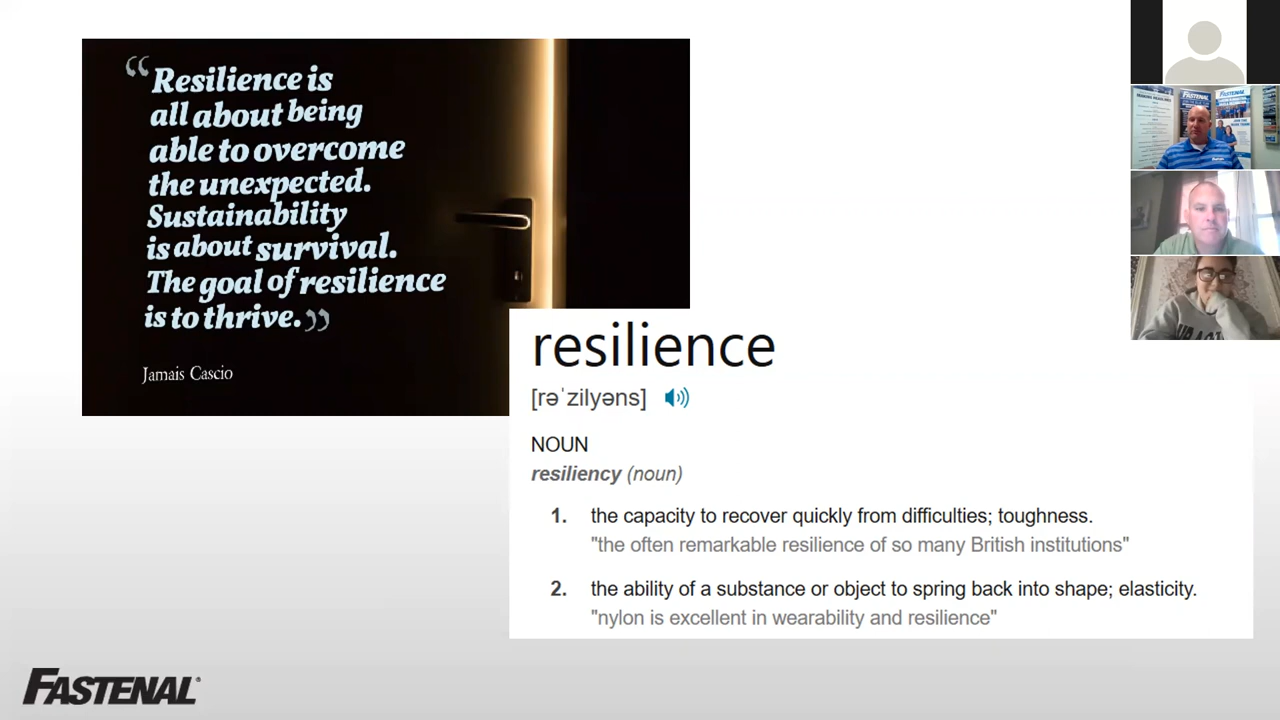 “Resilience is
all about being
able to overcome
the unexpected.
Sustainability
is about survival.
The goal of resilience
is to thrive.”
Jamais Cascio
resilience
[rəˈzilyəns]
NOUN
resiliency (noun)
1. the capacity to recover quickly from difficulties; toughness.
"the often remarkable resilience of so many British institutions"
2. the ability of a substance or object to spring back into shape; elasticity.
"nylon is excellent in wearability and resilience"
FASTENAL®
FASTENAL
FASTENAL